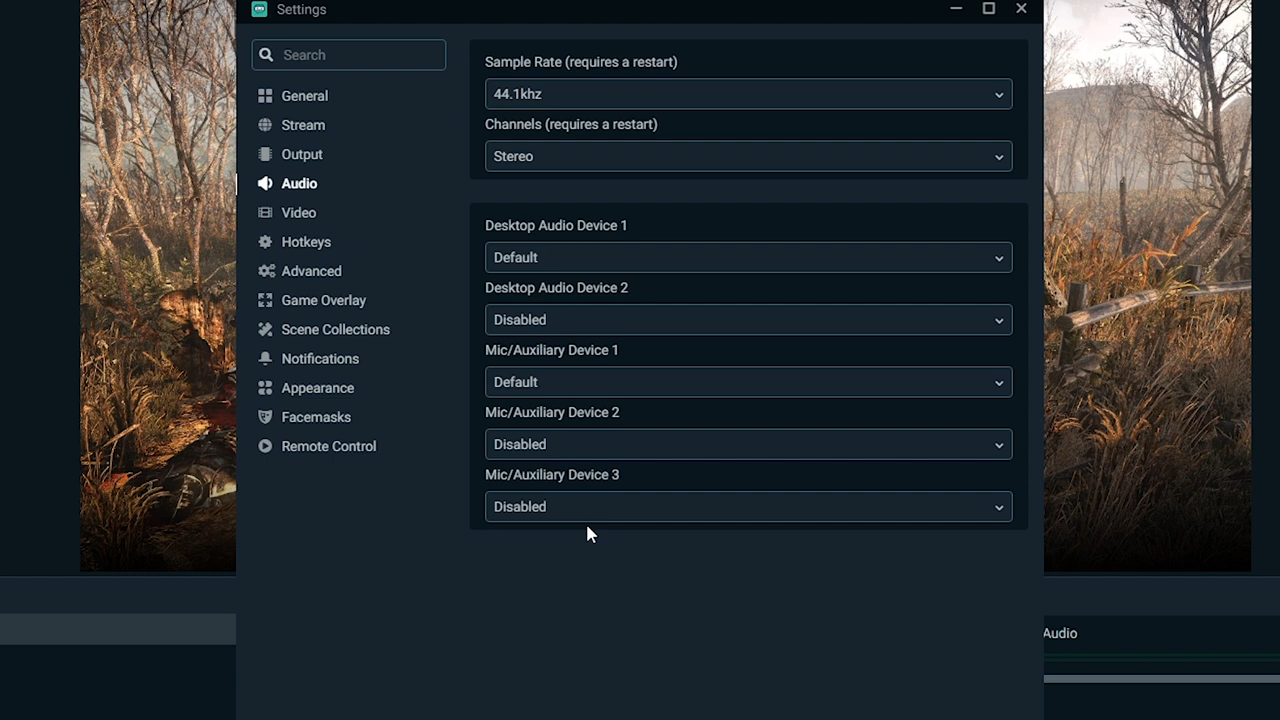 Settings
Search
General
Stream
Output
Audio
Video
Hotkeys
Advanced
Game Overlay
Scene Collections
Notifications
Appearance
Facemasks
Remote Control
Sample Rate (requires a restart)
44.1khz
Channels (requires a restart)
Stereo
Desktop Audio Device 1
Default
Desktop Audio Device 2
Disabled
Mic/Auxiliary Device 1
Default
Mic/Auxiliary Device 2
Disabled
Mic/Auxiliary Device 3
Disabled
Audio